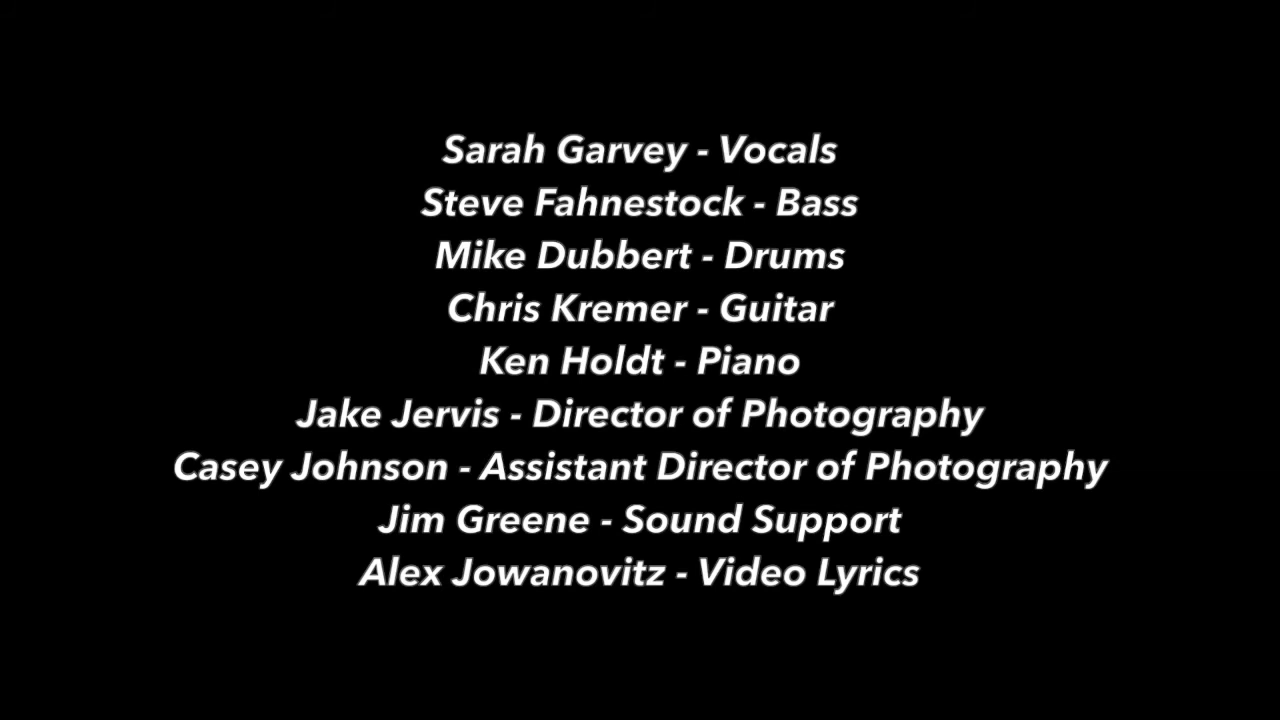 Sarah Garvey - Vocals
Steve Fahnestock - Bass
Mike Dubbert - Drums
Chris Kremer - Guitar
Ken Holdt - Piano
Jake Jervis - Director of Photography
Casey Johnson - Assistant Director of Photography
Jim Greene - Sound Support
Alex Jowanovitz - Video Lyrics